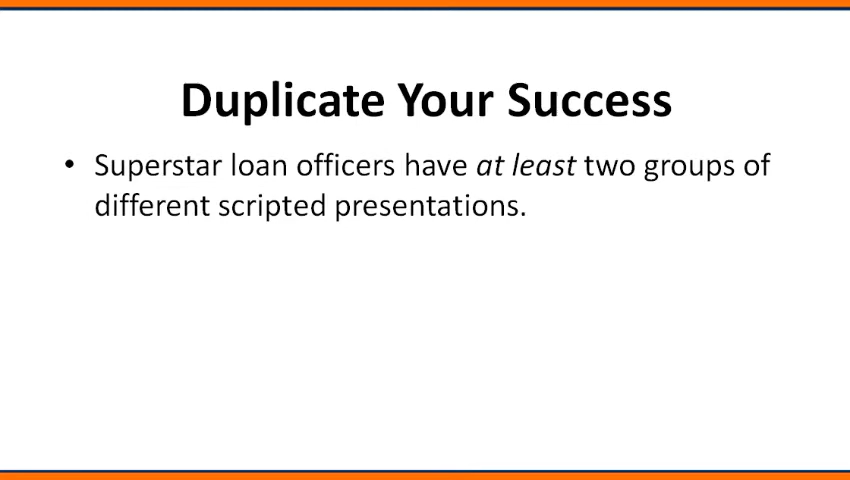 Duplicate Your Success
• Superstar loan officers have at least two groups of
different scripted presentations.